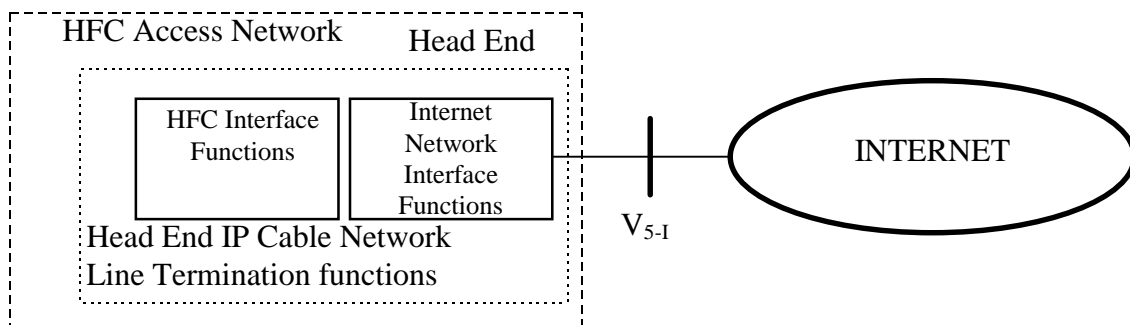 HFC Access Network
Head End
HFC Interface
Functions
Internet
Network
Interface
Functions
Head End IP Cable Network
Line Termination functions
V5-I
INTERNET